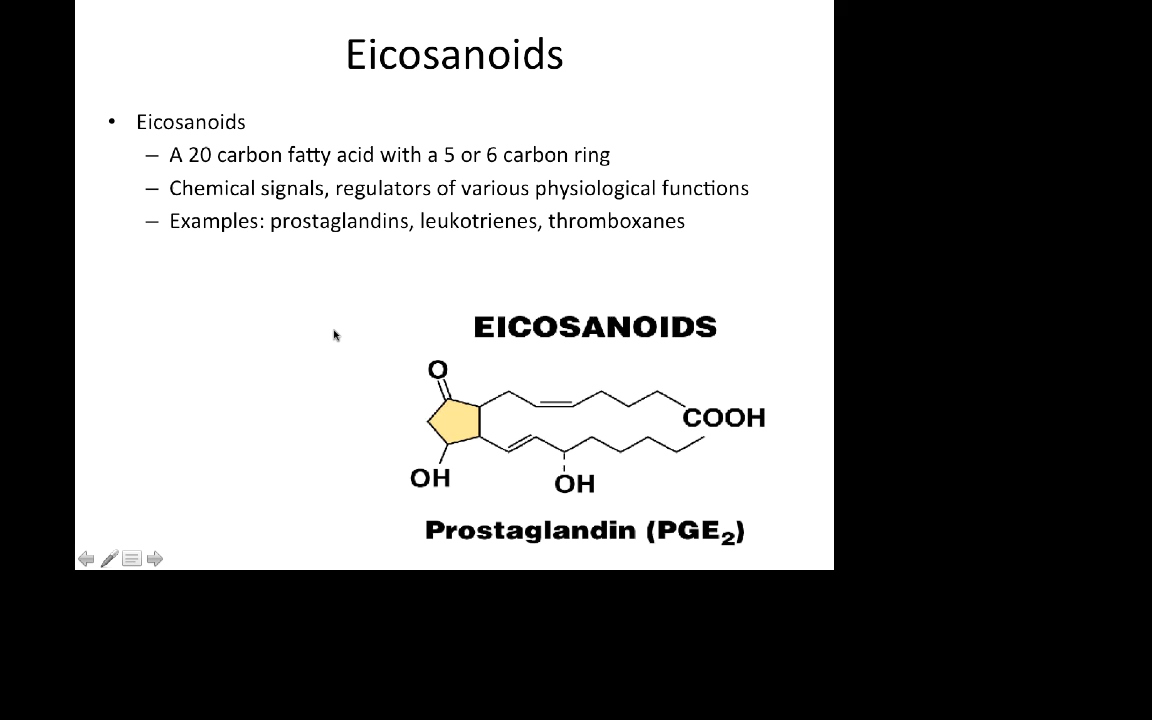 Eicosanoids
• Eicosanoids
– A 20 carbon fatty acid with a 5 or 6 carbon ring
– Chemical signals, regulators of various physiological functions
– Examples: prostaglandins, leukotrienes, thromboxanes
EICOSANOIDS
O
COOH
OH
OH
Prostaglandin (PGE₂)